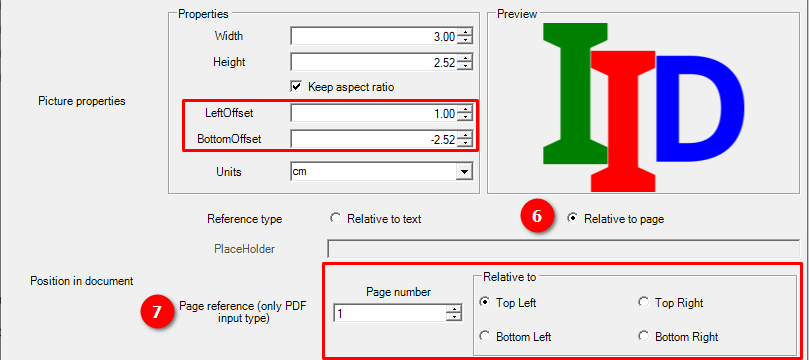 Properties
Preview
Width 3.00
Height 2.52
Keep aspect ratio
Picture properties
LeftOffset 1.00
BottomOffset -2.52
Units cm
IID
Reference type Relative to text 6 Relative to page
PlaceHolder
Position in document
Relative to
7 Page reference (only PDF
input type)
Page number
1
Top Left Top Right
Bottom Left Bottom Right